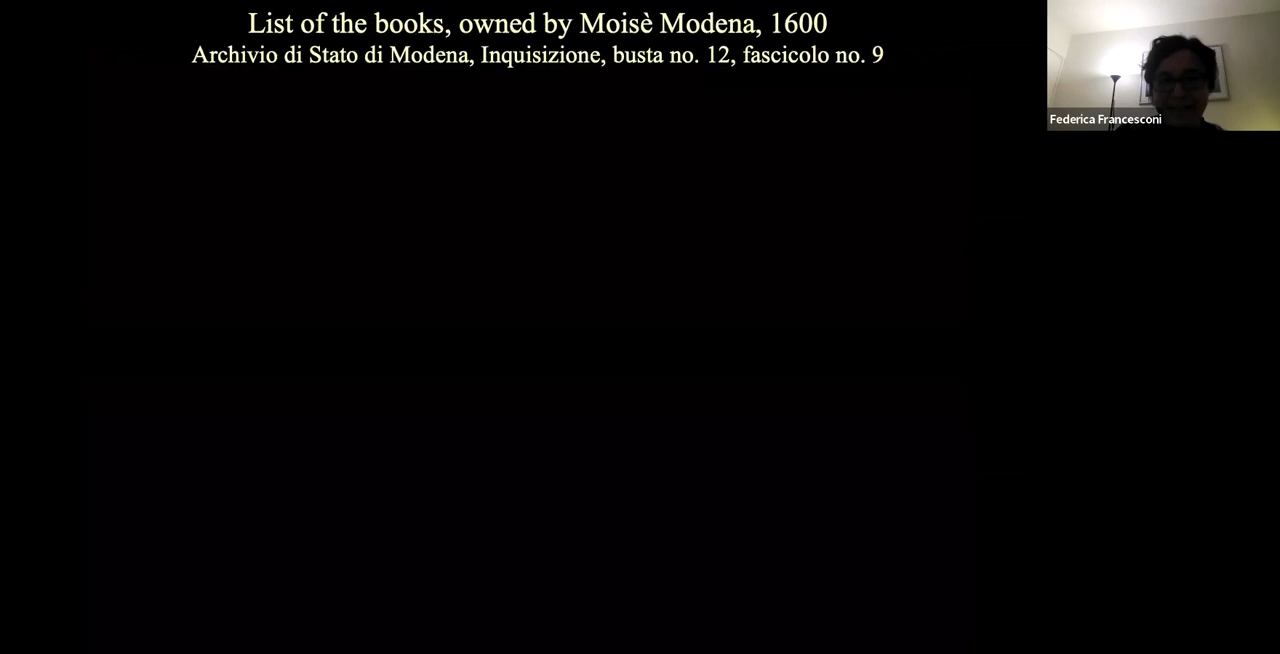 List of the books, owned by Moisè Modena, 1600
Archivio di Stato di Modena, Inquisizione, busta no. 12, fascicolo no. 9
Federica Francesconi